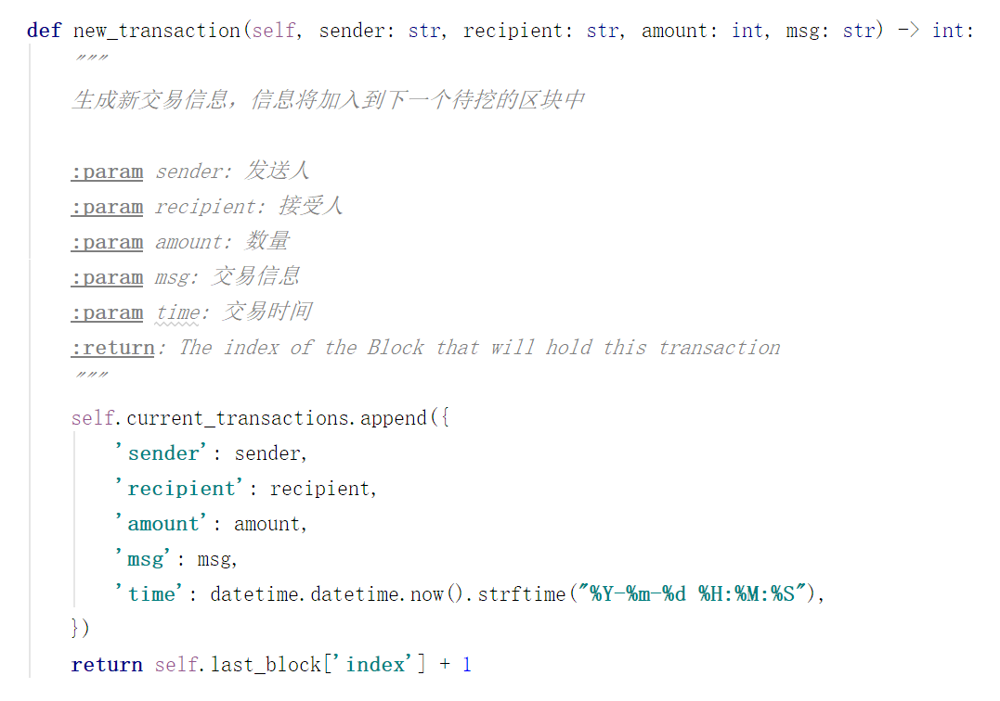 def new_transaction(self, sender: str, recipient: str, amount: int, msg: str) -> int:
"""
生成新交易信息，信息将加入到下一个待挖的区块中
:param sender: 发送人
:param recipient: 接受人
:param amount: 数量
:param msg: 交易信息
:param time: 交易时间
:return: The index of the Block that will hold this transaction
"""
self.current_transactions.append({
'sender': sender,
'recipient': recipient,
'amount': amount,
'msg': msg,
'time': datetime.datetime.now().strftime("%Y-%m-%d %H:%M:%S"),
})
return self.last_block['index'] + 1